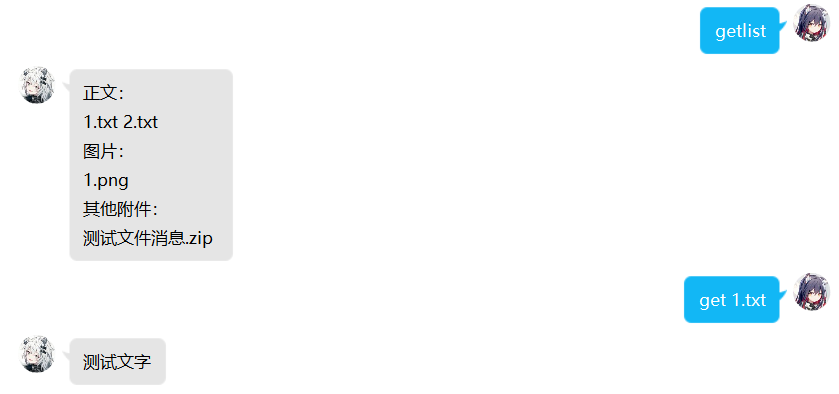 getlist
正文：
1.txt 2.txt
图片：
1.png
其他附件：
测试文件消息.zip
get 1.txt
测试文字